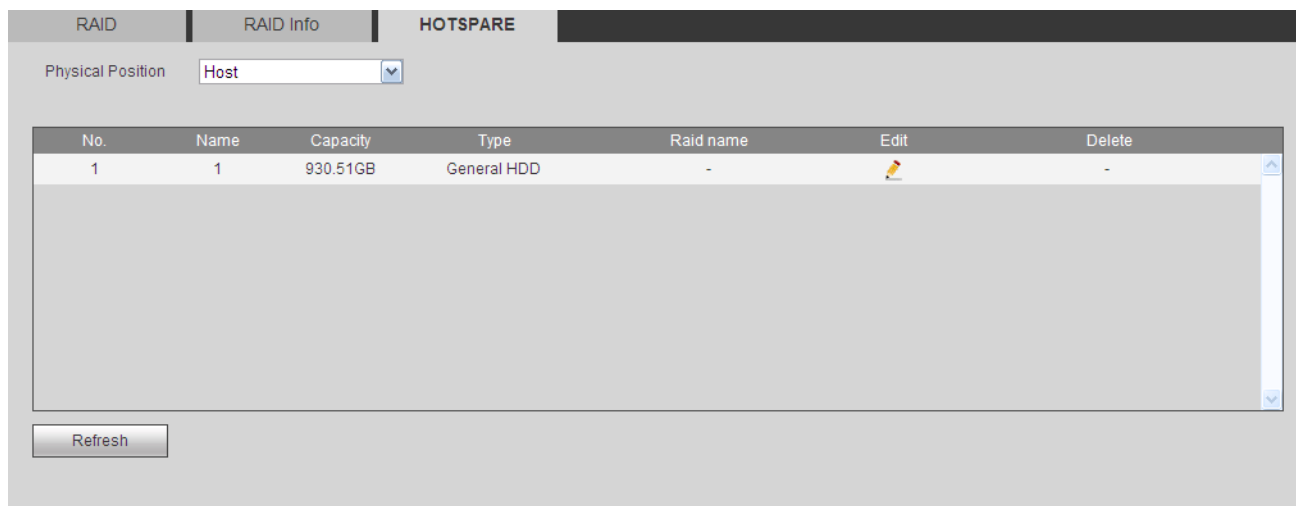 RAID RAID Info HOTSPARE
Physical Position Host
No. Name Capacity Type Raid name Edit Delete
1 1 930.51GB General HDD - -
Refresh